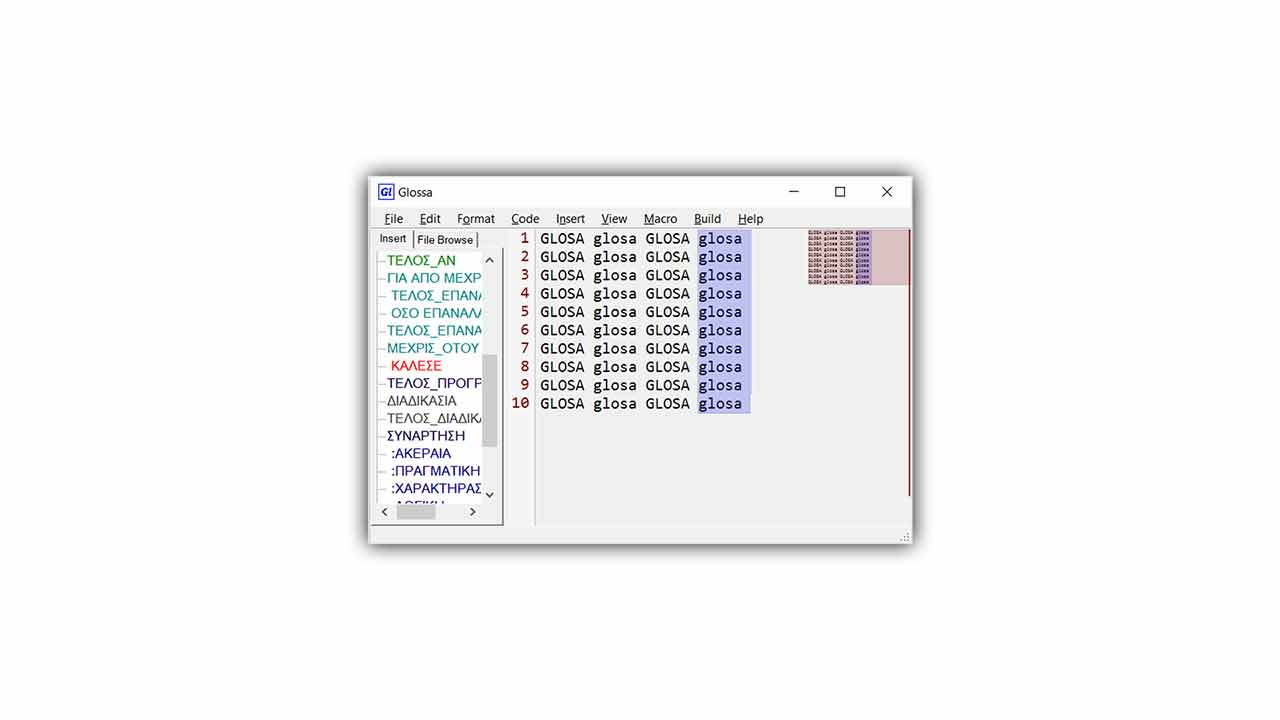 Gl Glossa
File Edit Format Code Insert View Macro Build Help
Insert File Browse
ΤΕΛΟΣ_ΑΝ
ΓΙΑ ΑΠΟ ΜΕΧΡ
ΤΕΛΟΣ_ΕΠΑΝΑ
ΟΣΟ ΕΠΑΝΑΛΑ
ΤΕΛΟΣ_ΕΠΑΝΑ
ΜΕΧΡΙΣ_ΟΤΟΥ
ΚΑΛΕΣΕ
ΤΕΛΟΣ_ΠΡΟΓΡ
ΔΙΑΔΙΚΑΣΙΑ
ΤΕΛΟΣ_ΔΙΑΔΙΚΑ
ΣΥΝΑΡΤΗΣΗ
:ΑΚΕΡΑΙΑ
:ΠΡΑΓΜΑΤΙΚΗ
:ΧΑΡΑΚΤΗΡΑΣ
1 GLOSA glosa GLOSA glosa
2 GLOSA glosa GLOSA glosa
3 GLOSA glosa GLOSA glosa
4 GLOSA glosa GLOSA glosa
5 GLOSA glosa GLOSA glosa
6 GLOSA glosa GLOSA glosa
7 GLOSA glosa GLOSA glosa
8 GLOSA glosa GLOSA glosa
9 GLOSA glosa GLOSA glosa
10 GLOSA glosa GLOSA glosa